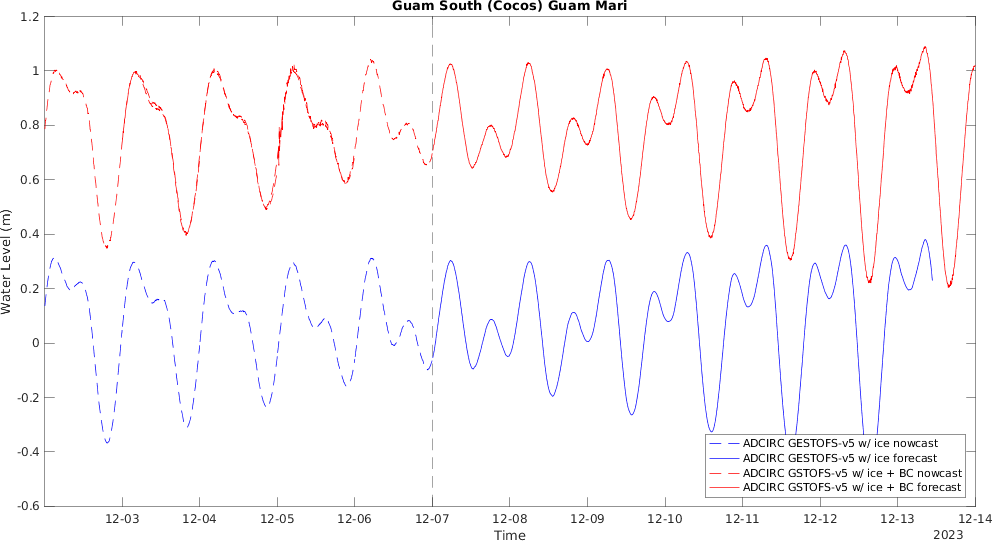 Guam South (Cocos) Guam Mari
Water Level (m)
1.2
1
0.8
0.6
0.4
0.2
0
-0.2
-0.4
-0.6
12-03 12-04 12-05 12-06 12-07 12-08 12-09 12-10 12-11 12-12 12-13 12-14
Time
2023
ADCIRC GESTOFS-v5 w/ ice nowcast
ADCIRC GESTOFS-v5 w/ ice forecast
ADCIRC GSTOFS-v5 w/ ice + BC nowcast
ADCIRC GSTOFS-v5 w/ ice + BC forecast